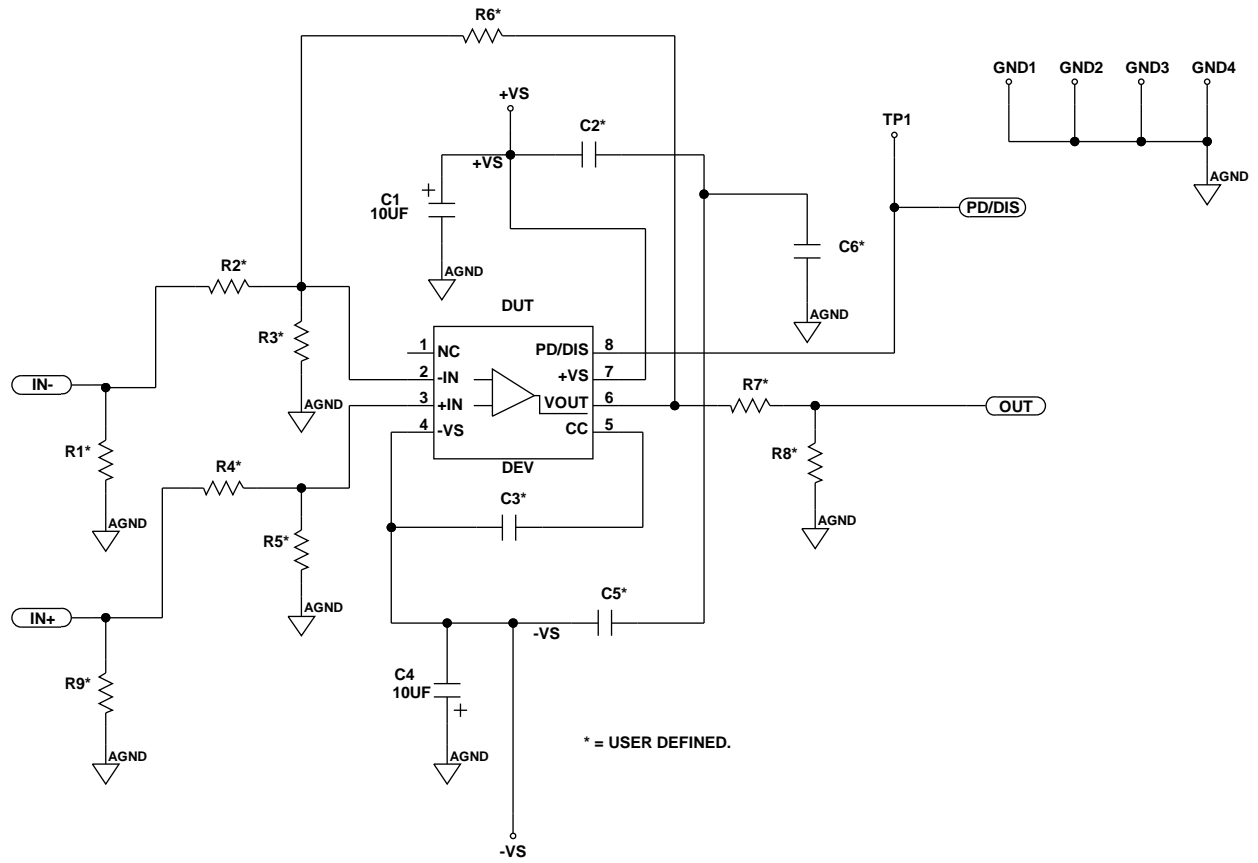 R6*
GND1 GND2 GND3 GND4
+VS
TP1
C2*
+VS
AGND
C1
10UF
PD/DIS
C6*
R2*
AGND
DUT
AGND
R3*
1 NC PD/DIS 8
2 -IN +VS 7
3 +IN VOUT 6
4 -VS CC 5
IN-
R7*
OUT
AGND
R1*
R4*
DEV
R8*
C3*
AGND
AGND
R5*
C5*
IN+
AGND
-VS
R9*
C4
10UF
* = USER DEFINED.
AGND
AGND
-VS